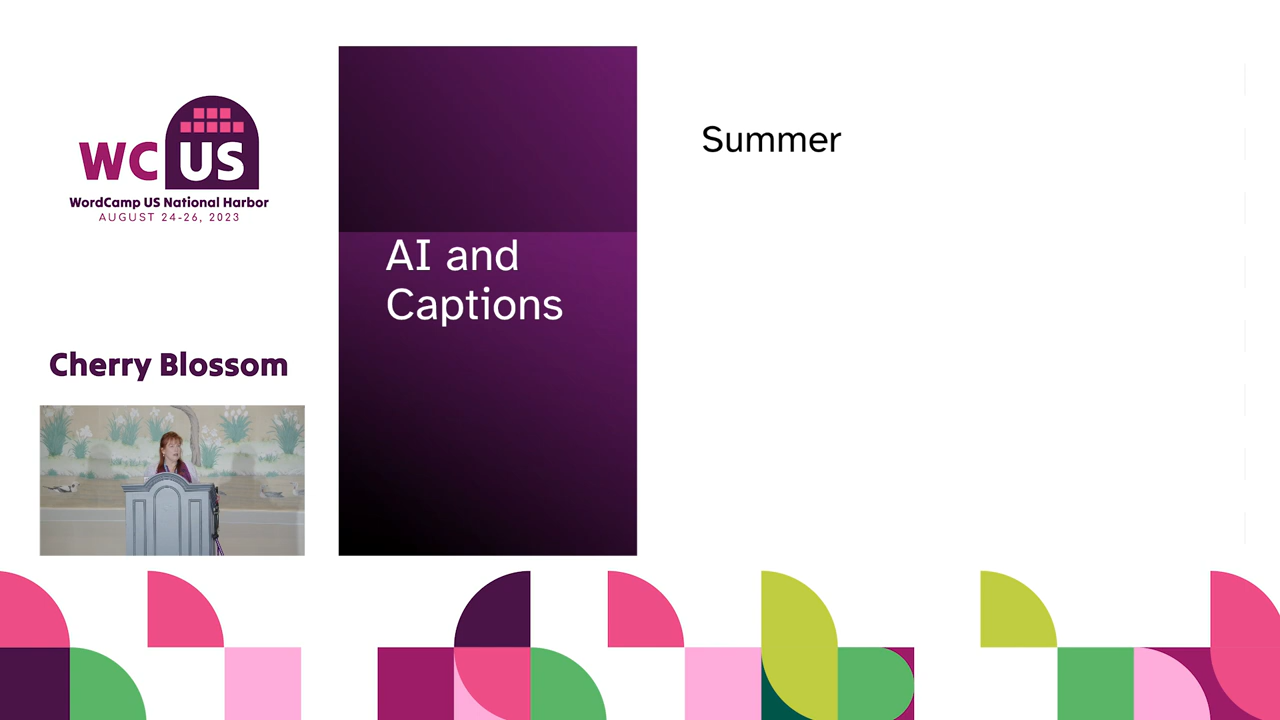 WC US
WordCamp US National Harbor
AUGUST 24-26, 2023
Cherry Blossom
AI and
Captions
Summer